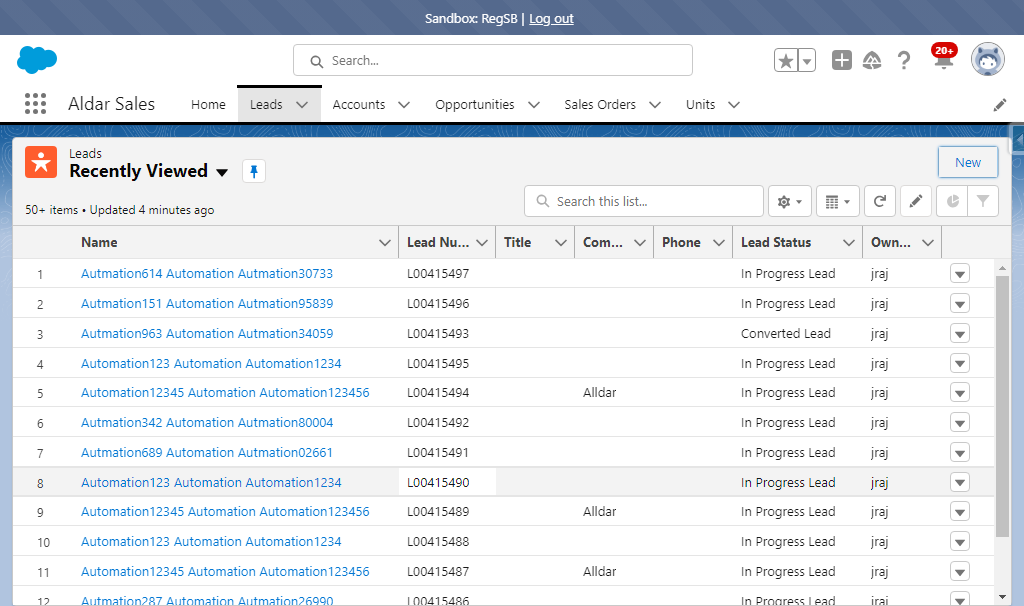 Sandbox: RegSB | Log out
Search...
20+
Aldar Sales
Home
Leads
Accounts
Opportunities
Sales Orders
Units
Leads
Recently Viewed
New
50+ items • Updated 4 minutes ago
Search this list...
Name Lead Nu... Title Com... Phone Lead Status Own...
1 Autmation614 Automation Autmation30733 L00415497 In Progress Lead jraj
2 Autmation151 Automation Autmation95839 L00415496 In Progress Lead jraj
3 Autmation963 Automation Autmation34059 L00415493 Converted Lead jraj
4 Automation123 Automation Automation1234 L00415495 In Progress Lead jraj
5 Automation12345 Automation Automation123456 L00415494 Alldar In Progress Lead jraj
6 Autmation342 Automation Autmation80004 L00415492 In Progress Lead jraj
7 Autmation689 Automation Autmation02661 L00415491 In Progress Lead jraj
8 Automation123 Automation Automation1234 L00415490 In Progress Lead jraj
9 Automation12345 Automation Automation123456 L00415489 Alldar In Progress Lead jraj
10 Automation123 Automation Automation1234 L00415488 In Progress Lead jraj
11 Automation12345 Automation Automation123456 L00415487 Alldar In Progress Lead jraj
12 Autmation287 Automation Autmation26990 L00415486 In Progress Lead jraj